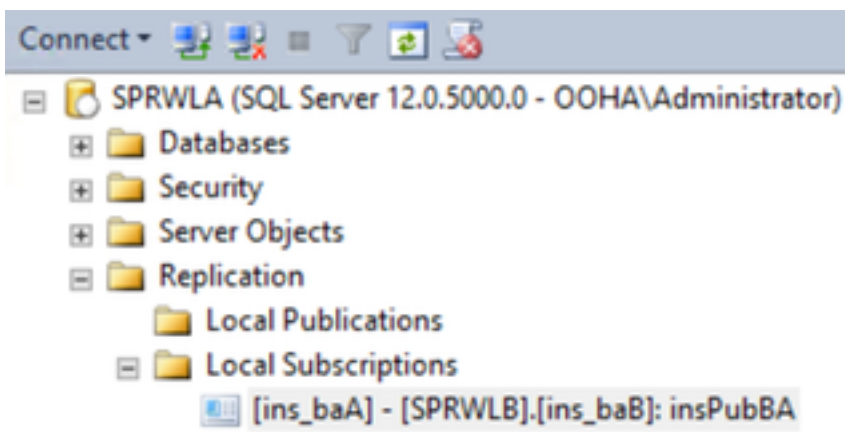 Connect
SPRWLA (SQL Server 12.0.5000.0 - OOHA\Administrator)
Databases
Security
Server Objects
Replication
Local Publications
Local Subscriptions
[ins_baA] - [SPRWLB].[ins_baB]: insPubBA